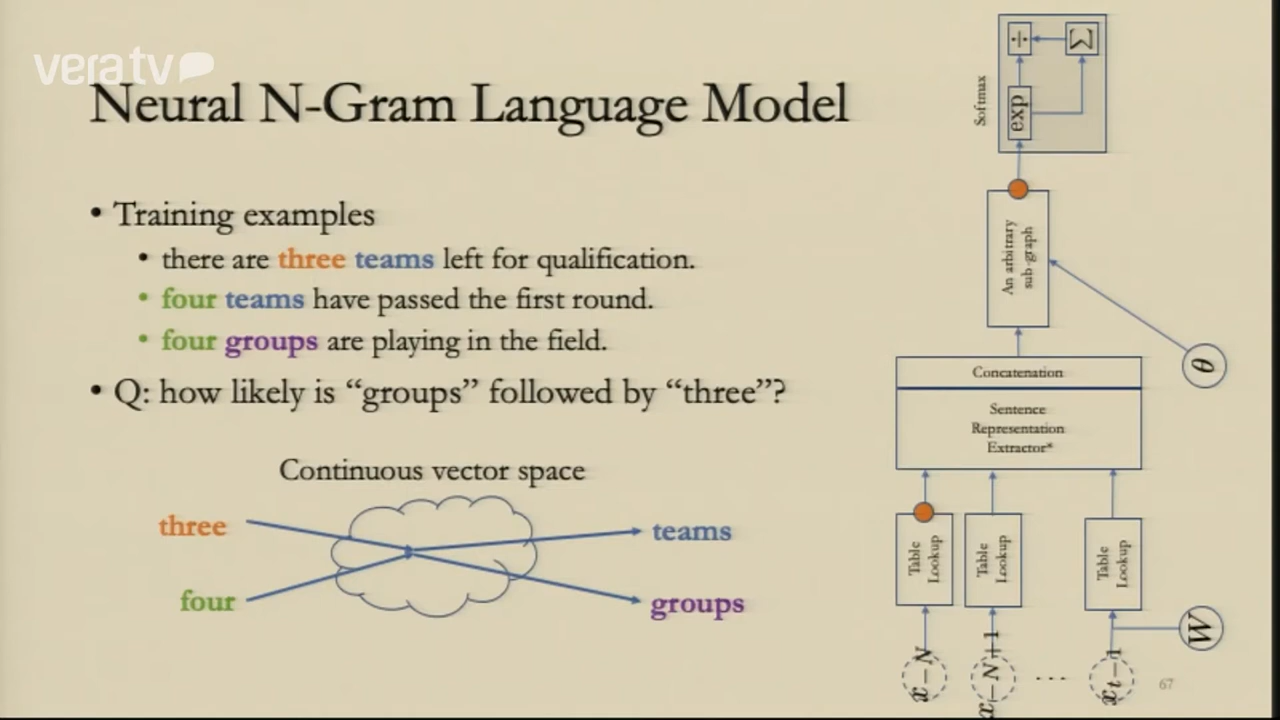 veratv
Neural N-Gram Language Model
• Training examples
• there are three teams left for qualification.
• four teams have passed the first round.
• four groups are playing in the field.
• Q: how likely is “groups” followed by “three”?
Continuous vector space
three
four
teams
groups
Softmax
÷
Σ
exp
An arbitrary
sub-graph
θ
Concatenation
Sentence
Representation
Extractor*
Table
Lookup
Table
Lookup
Table
Lookup
W
x-N
x-N+1
. . . .
xt-1
67